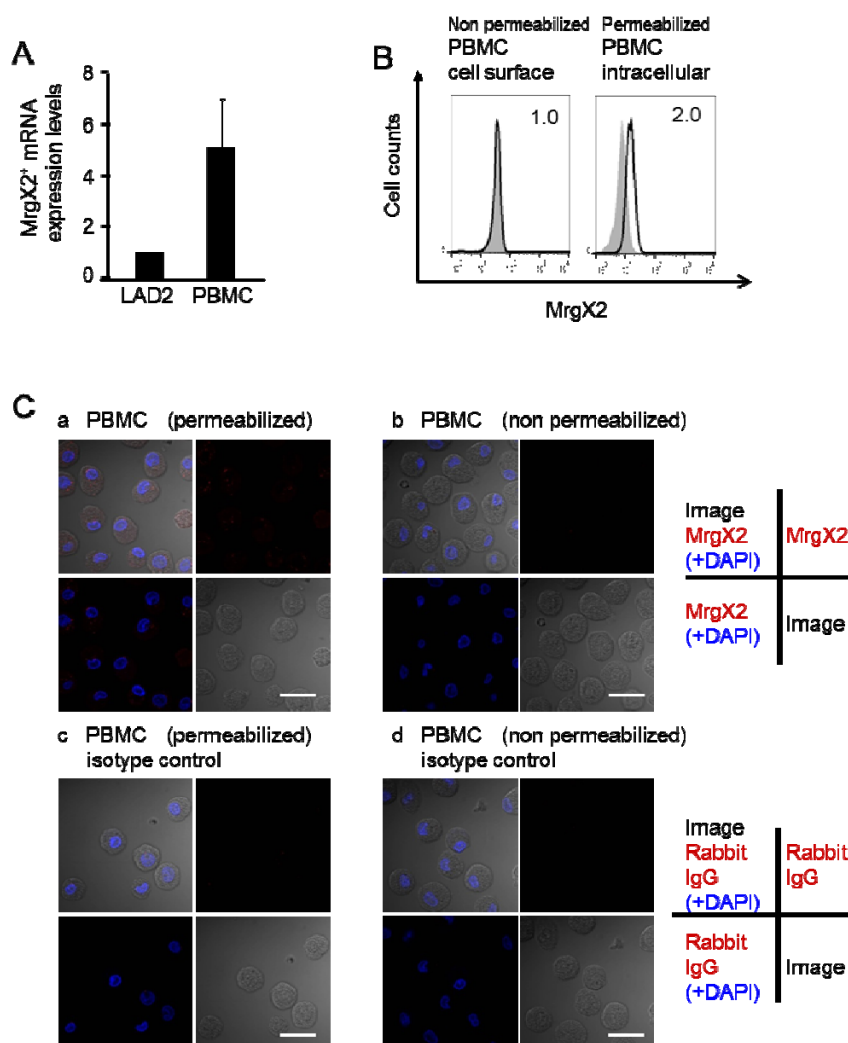 A
MrgX2⁺ mRNA
expression levels
8
6
4
2
0
LAD2
PBMC
B
Non permeabilized
PBMC
cell surface
Permeabilized
PBMC
intracellular
1.0
2.0
Cell counts
MrgX2
C
a PBMC (permeabilized)
b PBMC (non permeabilized)
Image
MrgX2
(+DAPI)
MrgX2
MrgX2
(+DAPI)
Image
c PBMC (permeabilized)
isotype control
d PBMC (non permeabilized)
isotype control
Image
Rabbit
IgG
(+DAPI)
Rabbit
IgG
Rabbit
IgG
(+DAPI)
Image